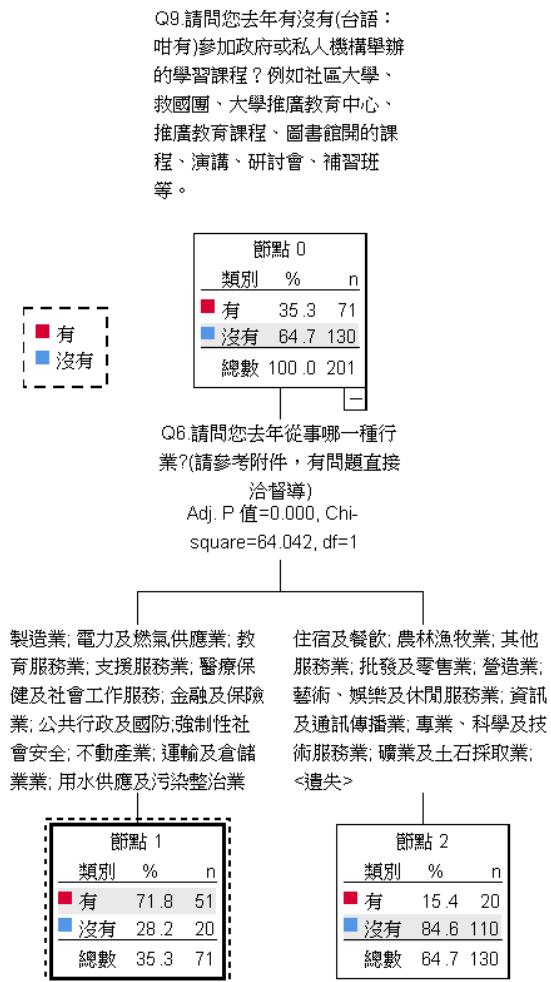 Q9.請問您去年有沒有(台語：
咁有)參加政府或私人機構舉辦
的學習課程？例如社區大學、
救國團、大學推廣教育中心、
推廣教育課程、圖書館開的課
程、演講、研討會、補習班
等。
節點 0
類別 % n
有 35.3 71
沒有 64.7 130
總數 100.0 201
有
沒有
Q6.請問您去年從事哪一種行
業?(請參考附件，有問題直接
洽督導)
Adj. P 值=0.000, Chi-
square=64.042, df=1
製造業; 電力及燃氣供應業; 教
育服務業; 支援服務業; 醫療保
健及社會工作服務; 金融及保險
業; 公共行政及國防;強制性社
會安全; 不動產業; 運輸及倉儲
業業; 用水供應及污染整治業
住宿及餐飲; 農林漁牧業; 其他
服務業; 批發及零售業; 營造業;
藝術、娛樂及休閒服務業; 資訊
及通訊傳播業; 專業、科學及技
術服務業; 礦業及土石採取業;
<遺失>
節點 1
類別 % n
有 71.8 51
沒有 28.2 20
總數 35.3 71
節點 2
類別 % n
有 15.4 20
沒有 84.6 110
總數 64.7 130